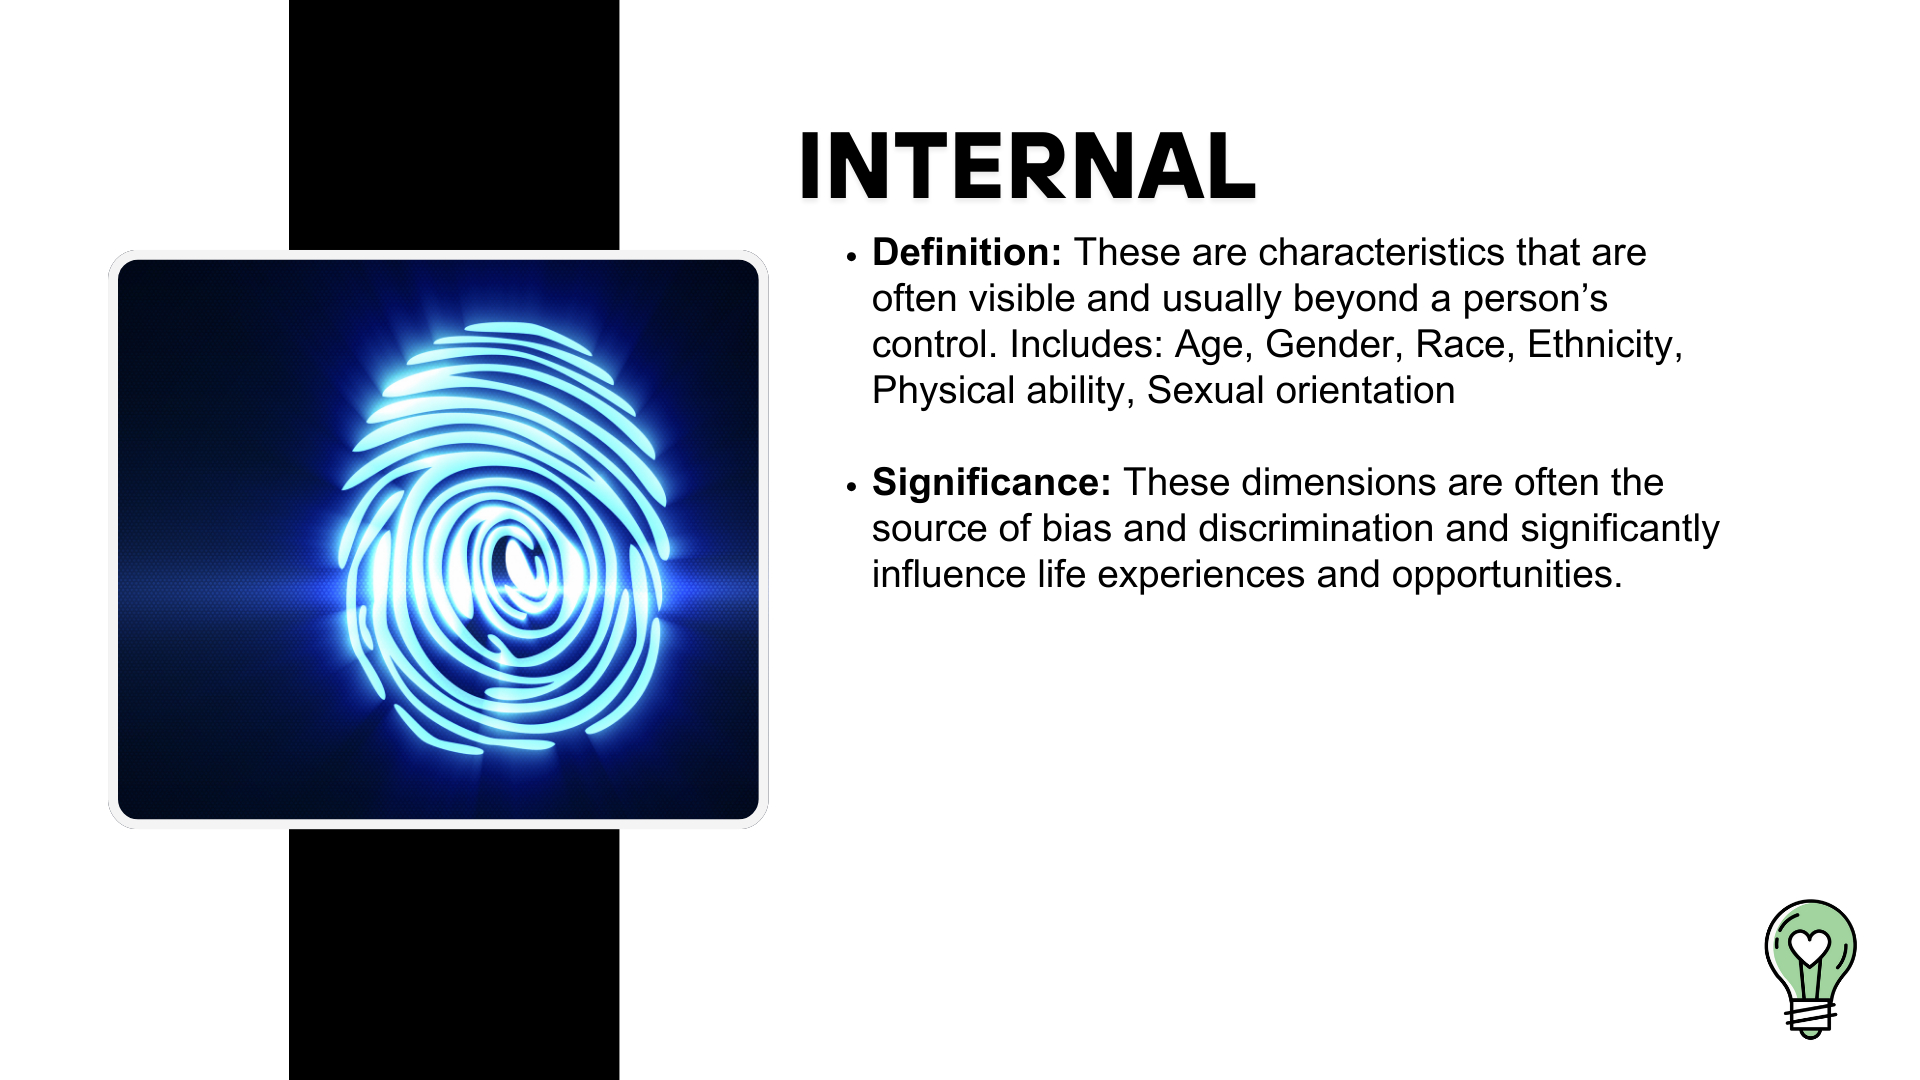 INTERNAL
• Definition: These are characteristics that are
often visible and usually beyond a person’s
control. Includes: Age, Gender, Race, Ethnicity,
Physical ability, Sexual orientation
• Significance: These dimensions are often the
source of bias and discrimination and significantly
influence life experiences and opportunities.